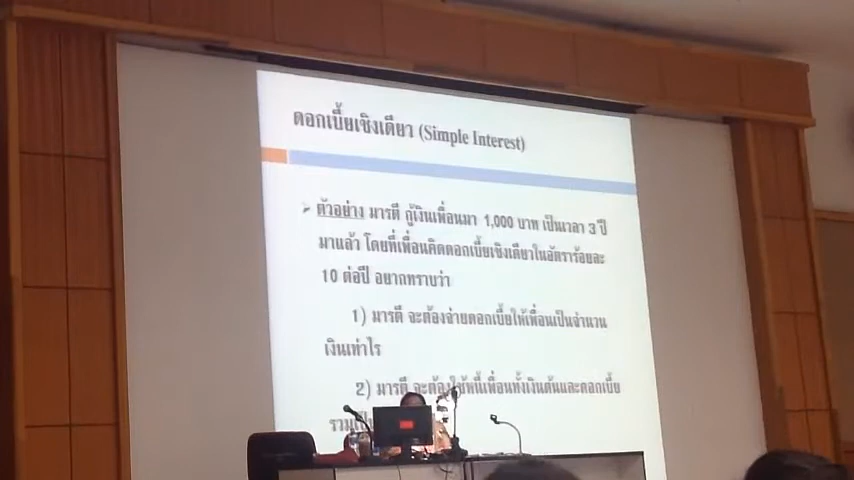 ดอกเบี้ยเชิงเดียว (Simple Interest)
ตัวอย่าง มารตี กู้เงินเพื่อนมา 1,000 บาท เป็นเวลา 3 ปี
มาแล้ว โดยที่เพื่อนคิดดอกเบี้ยเชิงเดียวในอัตราร้อยละ
10 ต่อปี อยากทราบว่า
1) มารตี จะต้องจ่ายดอกเบี้ยให้เพื่อนเป็นจำนวน
เงินเท่าไร
2) มารตี จะต้องใช้หนี้เพื่อนทั้งเงินต้นและดอกเบี้ย